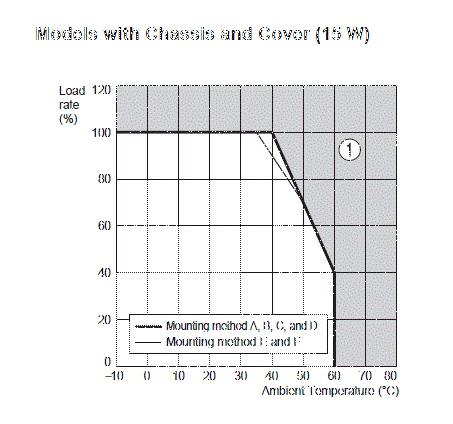 Models with Chassis and Cover (15 W)
Load rate (%)
120
100
80
60
40
20
0
1
Mounting method A, B, C, and D
Mounting method E and F
−10 0 10 20 30 40 50 60 70 80
Ambient Temperature (°C)